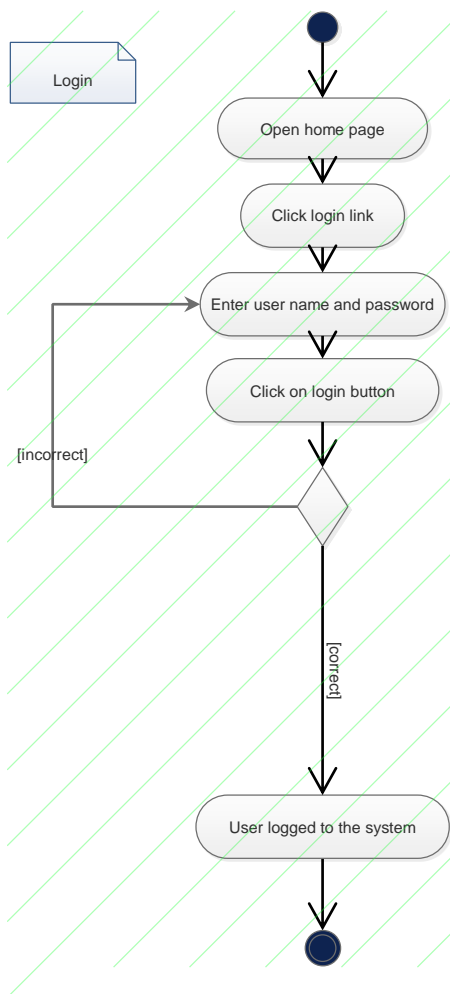 Login
Open home page
Click login link
Enter user name and password
Click on login button
[incorrect]
[correct]
User logged to the system